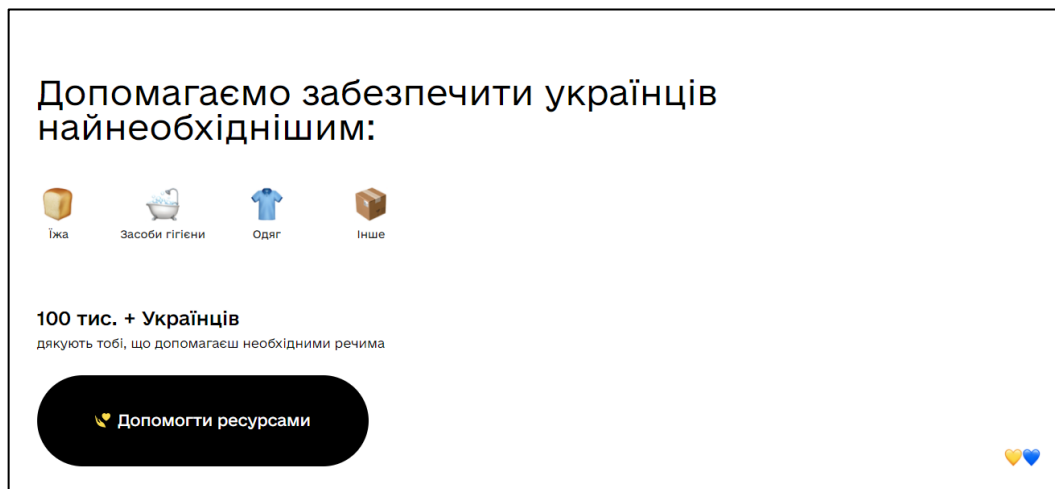 Допомагаємо забезпечити українців
найнеобхіднішим:
Їжа
Засоби гігієни
Одяг
Інше
100 тис. + Українців
дякують тобі, що допомагаєш необхідними речима
Допомогти ресурсами